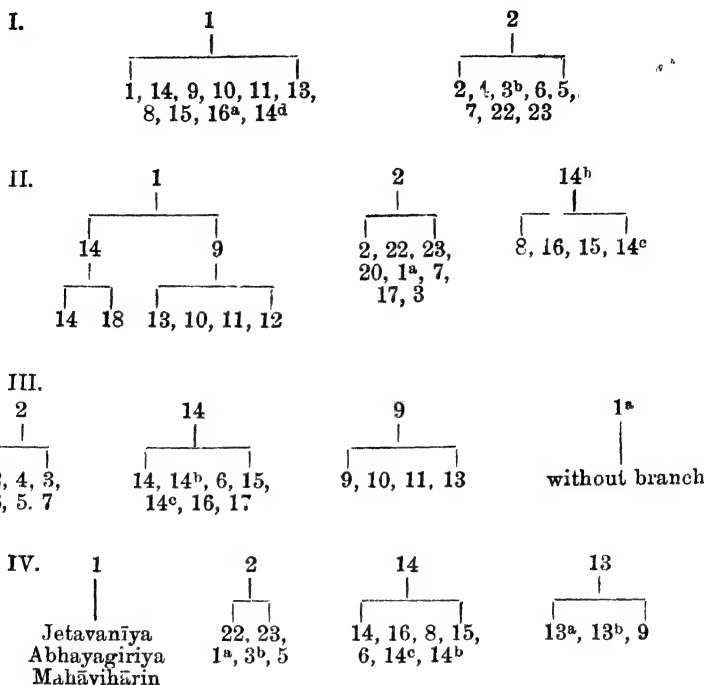 I. 1 2
1, 14, 9, 10, 11, 13, 2, 4, 3ᵇ, 6, 5,
8, 15, 16ᵃ, 14ᵈ 7, 22, 23
II. 1 2 14ᵇ
14 9 2, 22, 23, 8, 16, 15, 14ᶜ
20, 1ᵃ, 7,
14 18 13, 10, 11, 12 17, 3
III.
2 14 9 1ᵃ
4, 3, 14, 14ᵇ, 6, 15, 9, 10, 11, 13 without branch
5. 7 14ᶜ, 16, 17
IV. 1 2 14 13
Jetavanīya 22, 23, 14, 16, 8, 15, 13ᵃ, 13ᵇ, 9
Abhayagiriya 1ᵃ, 3ᵇ, 5 6, 14ᶜ, 14ᵇ
Mahāvihārin